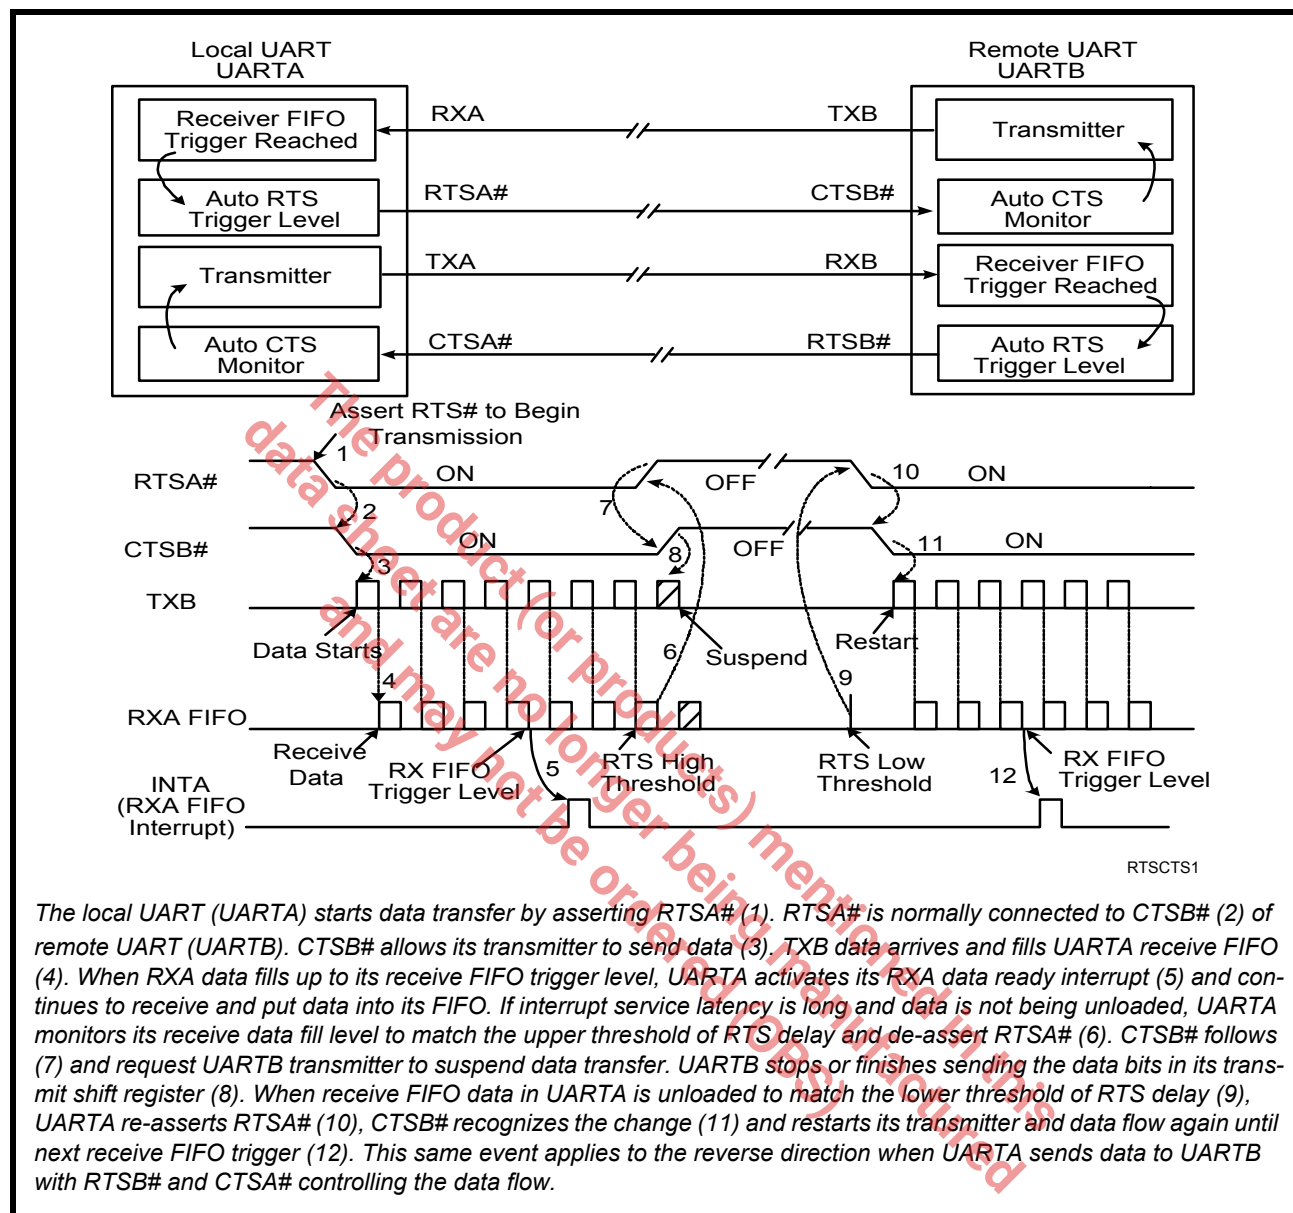 Local UART
UARTA
Remote UART
UARTB
Receiver FIFO
Trigger Reached
RXA
TXB
Transmitter
Auto RTS
Trigger Level
RTSA#
CTSB#
Auto CTS
Monitor
Transmitter
TXA
RXB
Receiver FIFO
Trigger Reached
Auto CTS
Monitor
CTSA#
RTSB#
Auto RTS
Trigger Level
Assert RTS# to Begin
Transmission
RTSA#
1
ON
7
OFF
10
ON
2
CTSB#
ON
8
OFF
11
ON
3
TXB
Data Starts
6
Suspend
Restart
4
9
RXA FIFO
Receive
Data
RX FIFO
Trigger Level
5
RTS High
Threshold
RTS Low
Threshold
12
RX FIFO
Trigger Level
INTA
(RXA FIFO
Interrupt)
RTSCTS1
The local UART (UARTA) starts data transfer by asserting RTSA# (1). RTSA# is normally connected to CTSB# (2) of
remote UART (UARTB). CTSB# allows its transmitter to send data (3). TXB data arrives and fills UARTA receive FIFO
(4). When RXA data fills up to its receive FIFO trigger level, UARTA activates its RXA data ready interrupt (5) and con-
tinues to receive and put data into its FIFO. If interrupt service latency is long and data is not being unloaded, UARTA
monitors its receive data fill level to match the upper threshold of RTS delay and de-assert RTSA# (6). CTSB# follows
(7) and request UARTB transmitter to suspend data transfer. UARTB stops or finishes sending the data bits in its trans-
mit shift register (8). When receive FIFO data in UARTA is unloaded to match the lower threshold of RTS delay (9),
UARTA re-asserts RTSA# (10), CTSB# recognizes the change (11) and restarts its transmitter and data flow again until
next receive FIFO trigger (12). This same event applies to the reverse direction when UARTA sends data to UARTB
with RTSB# and CTSA# controlling the data flow.
The product (or products) mentioned in this
data sheet are no longer being manufactured
and may not be ordered (OBS)